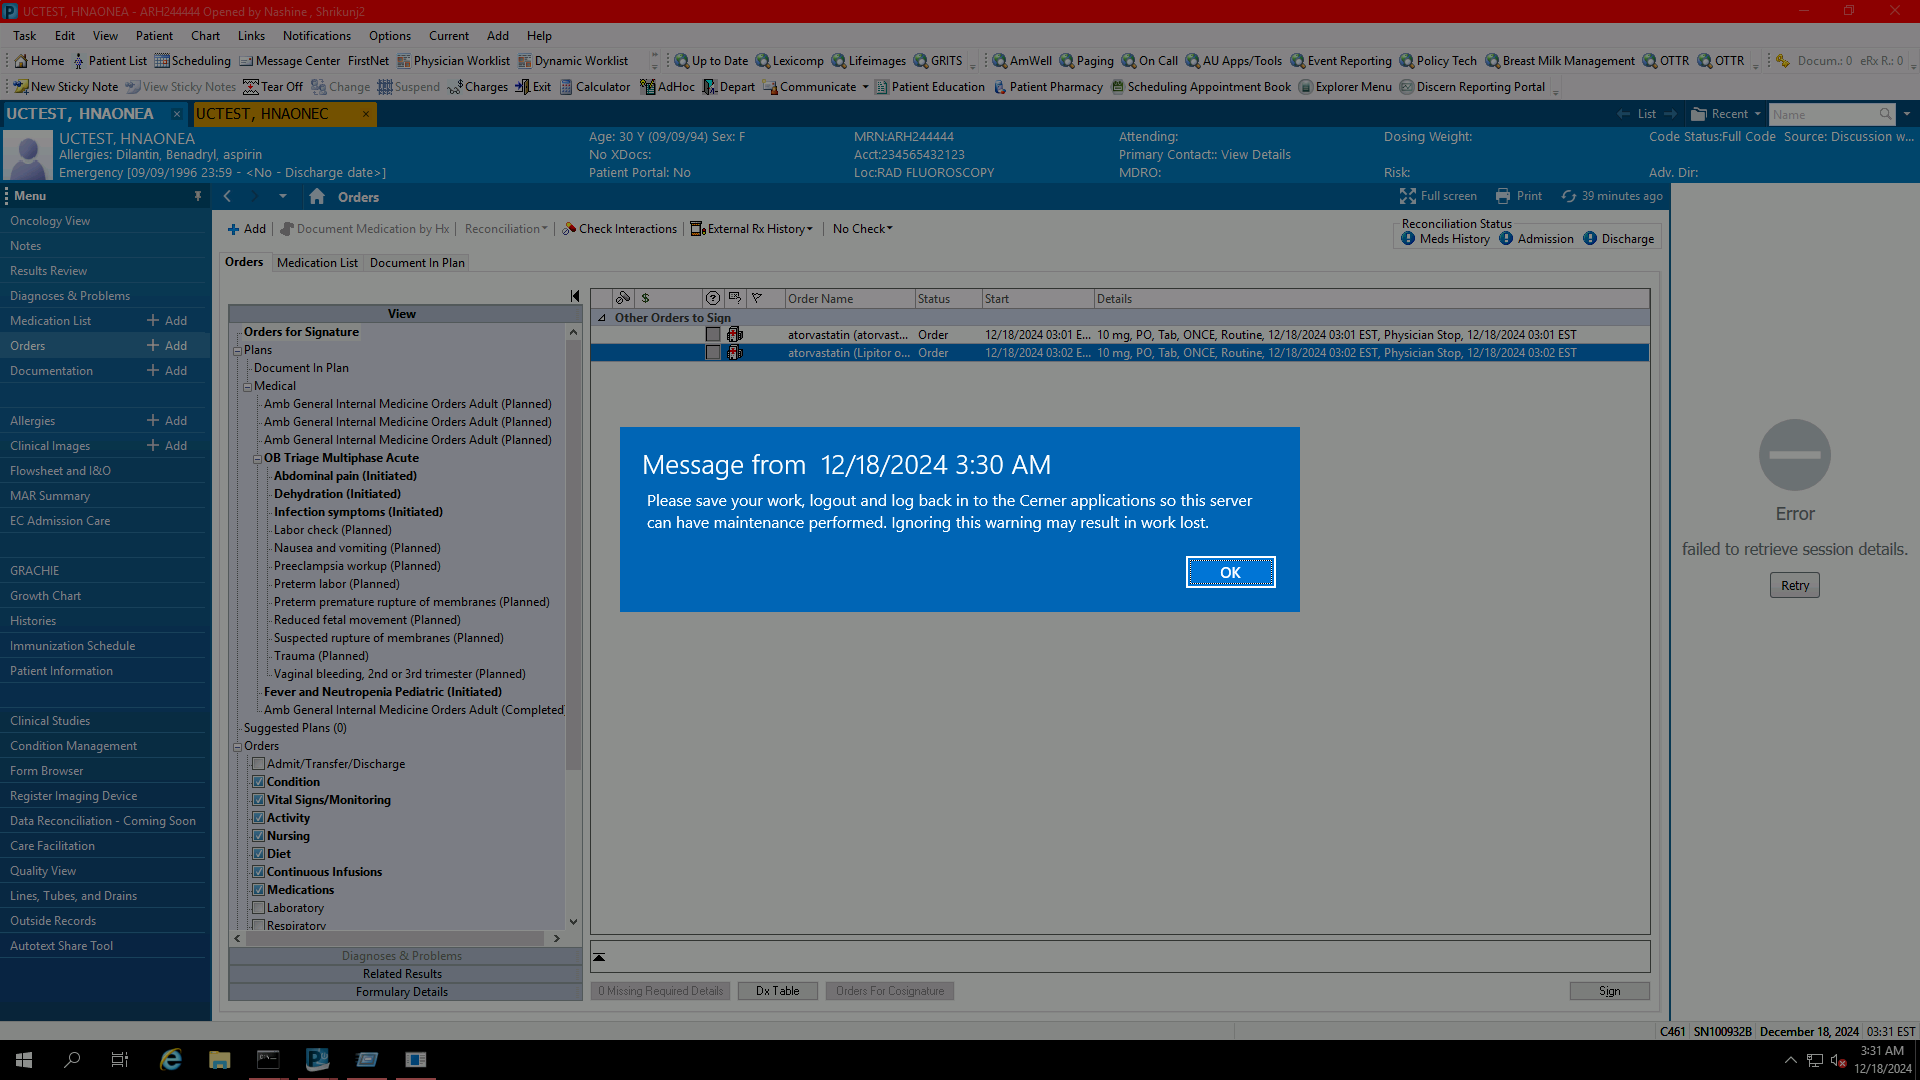 UCTEST, HNAONEA - ARH244444 Opened by Nashine , Shrikunj2
Task Edit View Patient Chart Links Notifications Options Current Add Help
Home Patient List Scheduling Message Center FirstNet Physician Worklist Dynamic Worklist Up to Date Lexicomp Lifeimages GRITS AmWell Paging On Call AU Apps/Tools Event Reporting Policy Tech Breast Milk Management OTTR OTTR Docum.: 0 eRx R.: 0
New Sticky Note View Sticky Notes Tear Off Change Suspend Charges Exit Calculator AdHoc Depart Communicate Patient Education Patient Pharmacy Scheduling Appointment Book Explorer Menu Discern Reporting Portal
UCTEST, HNAONEA × UCTEST, HNAONEC × List Recent Name
UCTEST, HNAONEA Age: 30 Y (09/09/94) Sex: F MRN:ARH244444 Attending: Dosing Weight: Code Status:Full Code Source: Discussion w...
Allergies: Dilantin, Benadryl, aspirin No XDocs: Acct:234565432123 Primary Contact:: View Details
Emergency [09/09/1996 23:59 - <No - Discharge date>] Patient Portal: No Loc:RAD FLUOROSCOPY MDRO: Risk: Adv. Dir:
Menu
Oncology View
Notes
Results Review
Diagnoses & Problems
Medication List + Add
Orders + Add
Documentation + Add
Allergies + Add
Clinical Images + Add
Flowsheet and I&O
MAR Summary
EC Admission Care
GRACHIE
Growth Chart
Histories
Immunization Schedule
Patient Information
Clinical Studies
Condition Management
Form Browser
Register Imaging Device
Data Reconciliation - Coming Soon
Care Facilitation
Quality View
Lines, Tubes, and Drains
Outside Records
Autotext Share Tool
Orders Full screen Print 39 minutes ago
+ Add Document Medication by Hx Reconciliation Check Interactions External Rx History No Check
Reconciliation Status
Meds History Admission Discharge
Orders Medication List Document In Plan
View
Orders for Signature
Plans
Document In Plan
Medical
Amb General Internal Medicine Orders Adult (Planned)
Amb General Internal Medicine Orders Adult (Planned)
Amb General Internal Medicine Orders Adult (Planned)
OB Triage Multiphase Acute
Abdominal pain (Initiated)
Dehydration (Initiated)
Infection symptoms (Initiated)
Labor check (Planned)
Nausea and vomiting (Planned)
Preeclampsia workup (Planned)
Preterm labor (Planned)
Preterm premature rupture of membranes (Planned)
Reduced fetal movement (Planned)
Suspected rupture of membranes (Planned)
Trauma (Planned)
Vaginal bleeding, 2nd or 3rd trimester (Planned)
Fever and Neutropenia Pediatric (Initiated)
Amb General Internal Medicine Orders Adult (Completed)
Suggested Plans (0)
Orders
Admit/Transfer/Discharge
Condition
Vital Signs/Monitoring
Activity
Nursing
Diet
Continuous Infusions
Medications
Laboratory
Respiratory
Diagnoses & Problems
Related Results
Formulary Details
$ Order Name Status Start Details
Other Orders to Sign
atorvastatin (atorvast... Order 12/18/2024 03:01 E... 10 mg, PO, Tab, ONCE, Routine, 12/18/2024 03:01 EST, Physician Stop, 12/18/2024 03:01 EST
atorvastatin (Lipitor o... Order 12/18/2024 03:02 E... 10 mg, PO, Tab, ONCE, Routine, 12/18/2024 03:02 EST, Physician Stop, 12/18/2024 03:02 EST
Message from 12/18/2024 3:30 AM
Please save your work, logout and log back in to the Cerner applications so this server
can have maintenance performed. Ignoring this warning may result in work lost.
OK
Error
failed to retrieve session details.
Retry
0 Missing Required Details Dx Table Orders For Cosignature Sign
C461 SN100932B December 18, 2024 03:31 EST
3:31 AM
12/18/2024